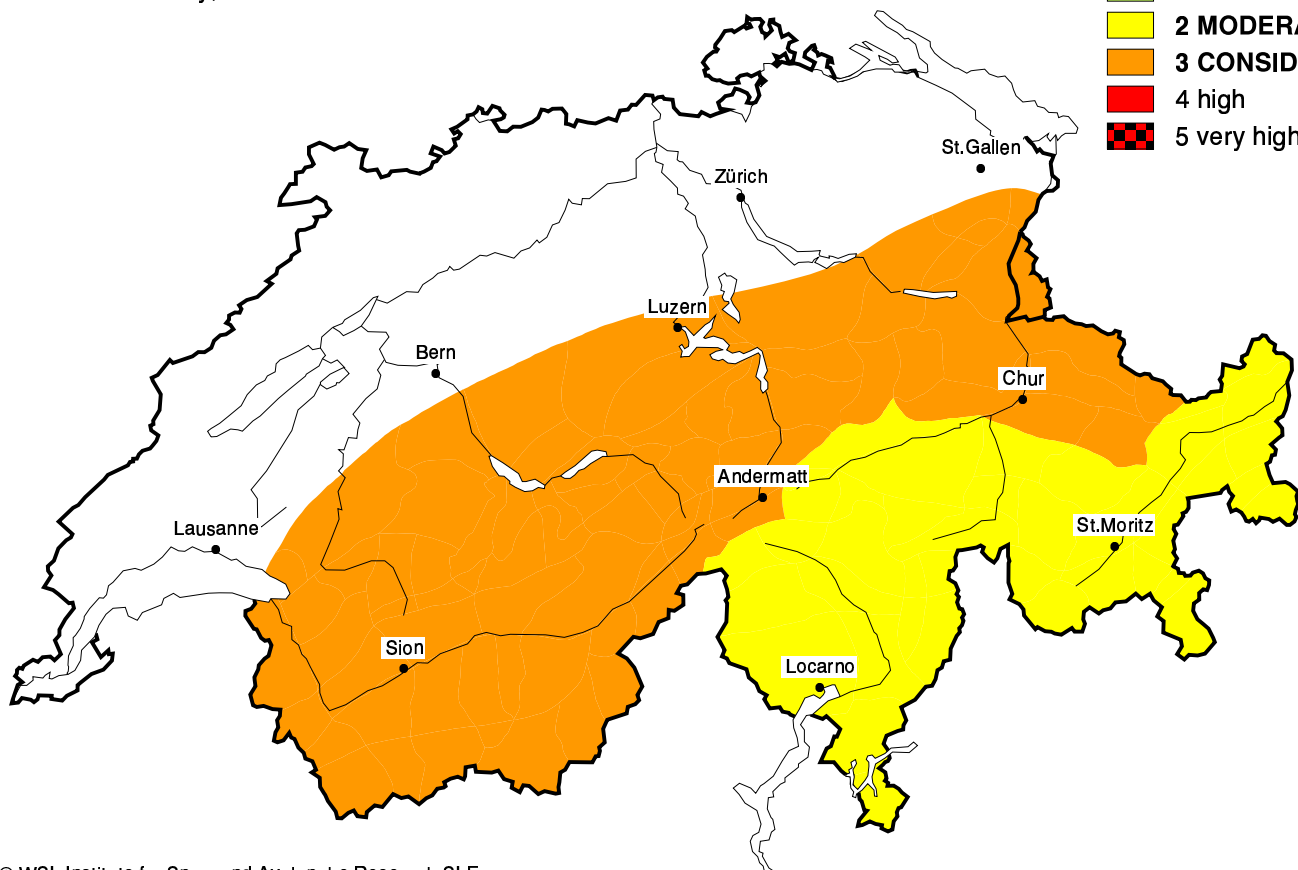 2 MODERA
3 CONSID
4 high
5 very high
St.Gallen
Zürich
Luzern
Bern
Chur
Andermatt
Lausanne
St.Moritz
Sion
Locarno